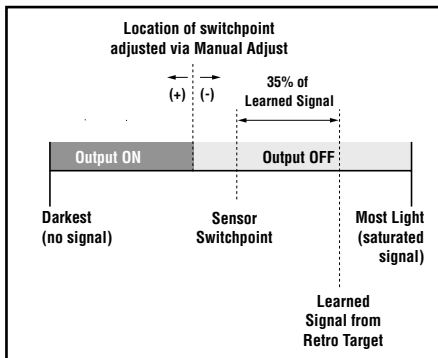 Location of switchpoint
adjusted via Manual Adjust
35% of
Learned Signal
(+) (-)
Output ON
Output OFF
Darkest
(no signal)
Sensor
Switchpoint
Most Light
(saturated
signal)
Learned
Signal from
Retro Target